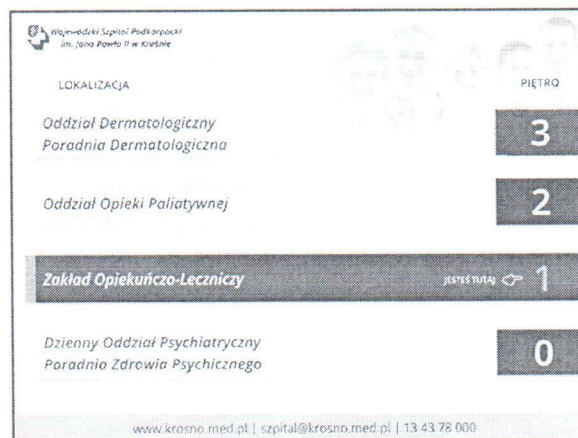 Wojewódzki Szpital Podkarpacki
im. Jana Pawła II w Krośnie
LOKALIZACJA PIĘTRO
Oddział Dermatologiczny
Poradnia Dermatologiczna
3
Oddział Opieki Paliatywnej 2
Zakład Opiekuńczo-Leczniczy JESTEŚ TUTAJ 1
Dzienny Oddział Psychiatryczny
Poradnia Zdrowia Psychicznego
0
www.krosno.med.pl | szpital@krosno.med.pl | 13 43 78 000